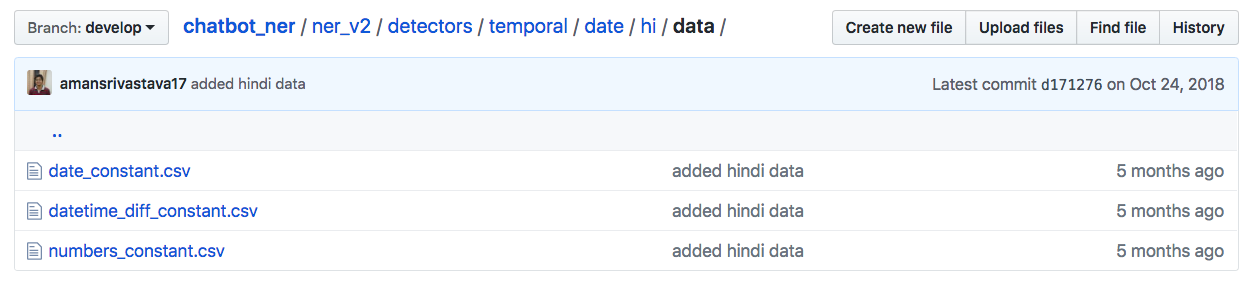 Branch: develop chatbot_ner / ner_v2 / detectors / temporal / date / hi / data / Create new file Upload files Find file History
amansrivastava17 added hindi data Latest commit d171276 on Oct 24, 2018
..
date_constant.csv added hindi data 5 months ago
datetime_diff_constant.csv added hindi data 5 months ago
numbers_constant.csv added hindi data 5 months ago